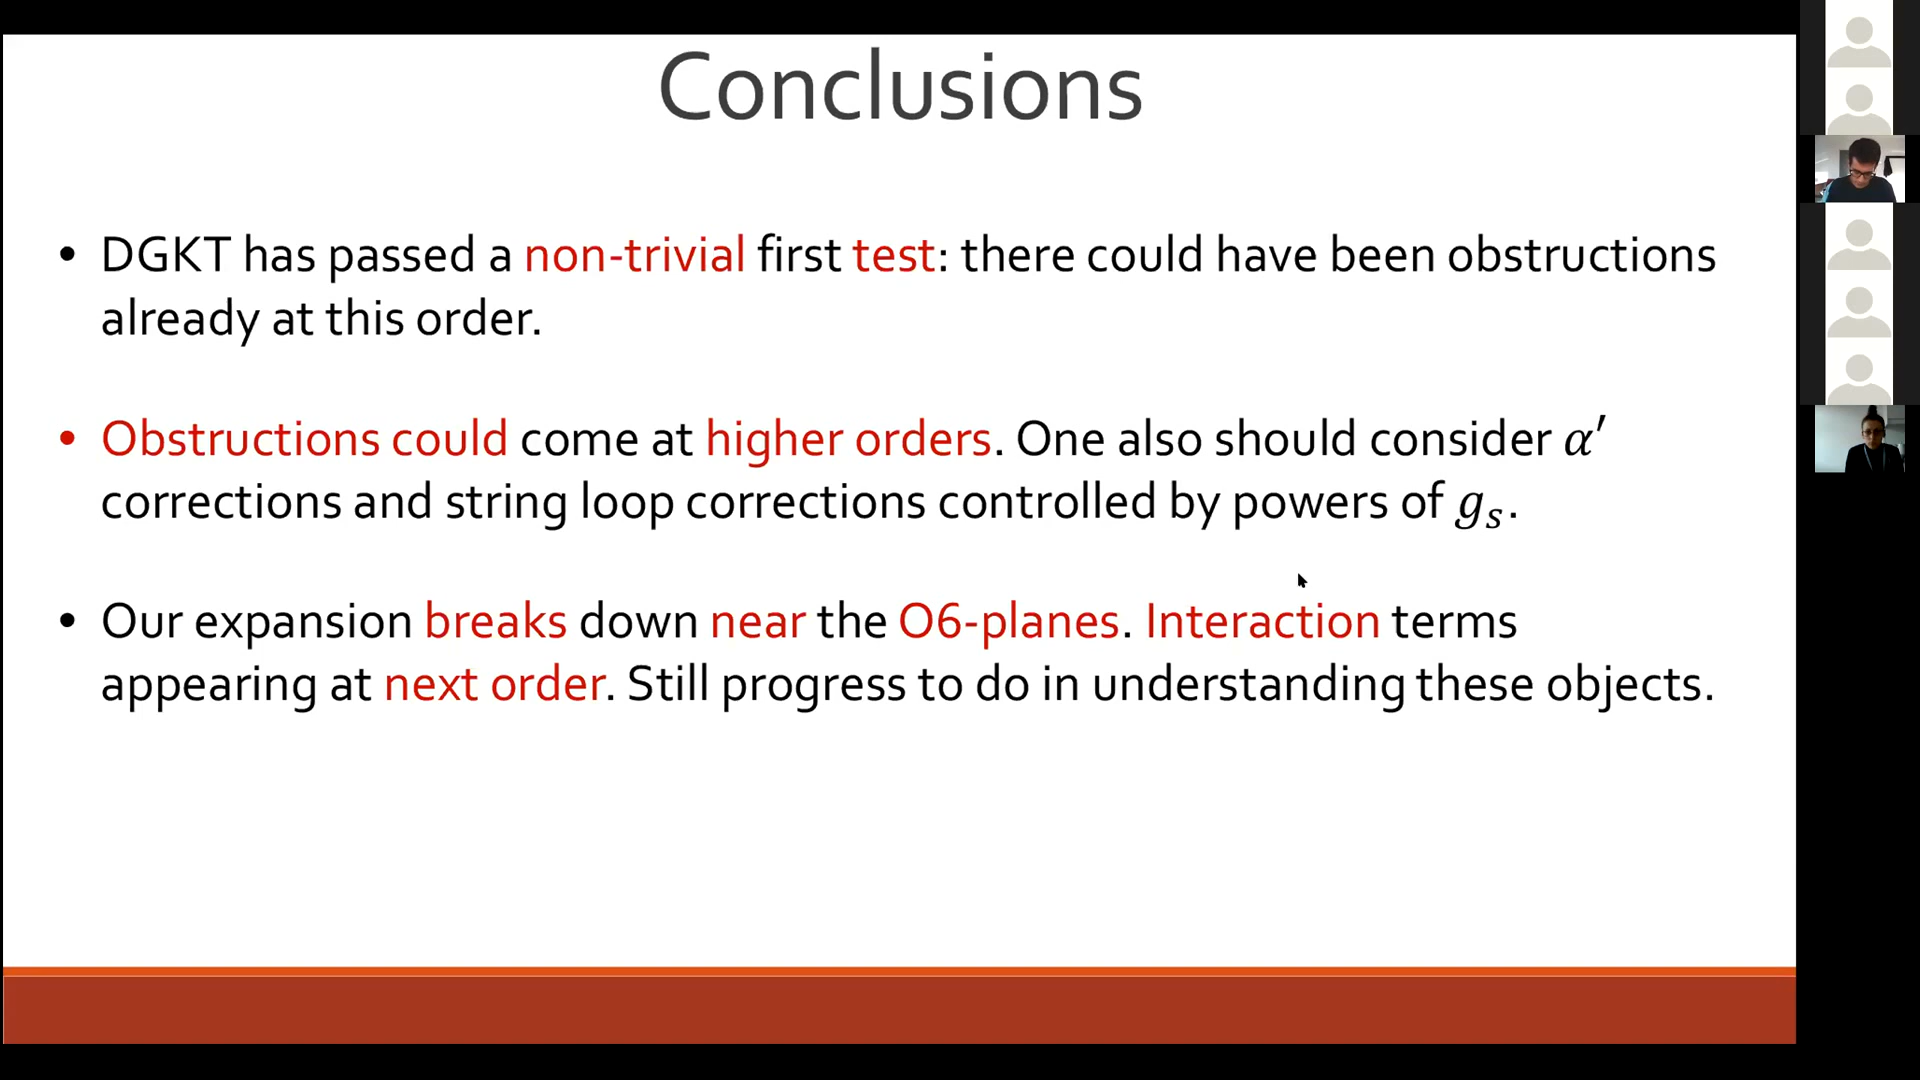 Conclusions
• DGKT has passed a non-trivial first test: there could have been obstructions
already at this order.
• Obstructions could come at higher orders. One also should consider α′
corrections and string loop corrections controlled by powers of gₛ.
• Our expansion breaks down near the O6-planes. Interaction terms
appearing at next order. Still progress to do in understanding these objects.